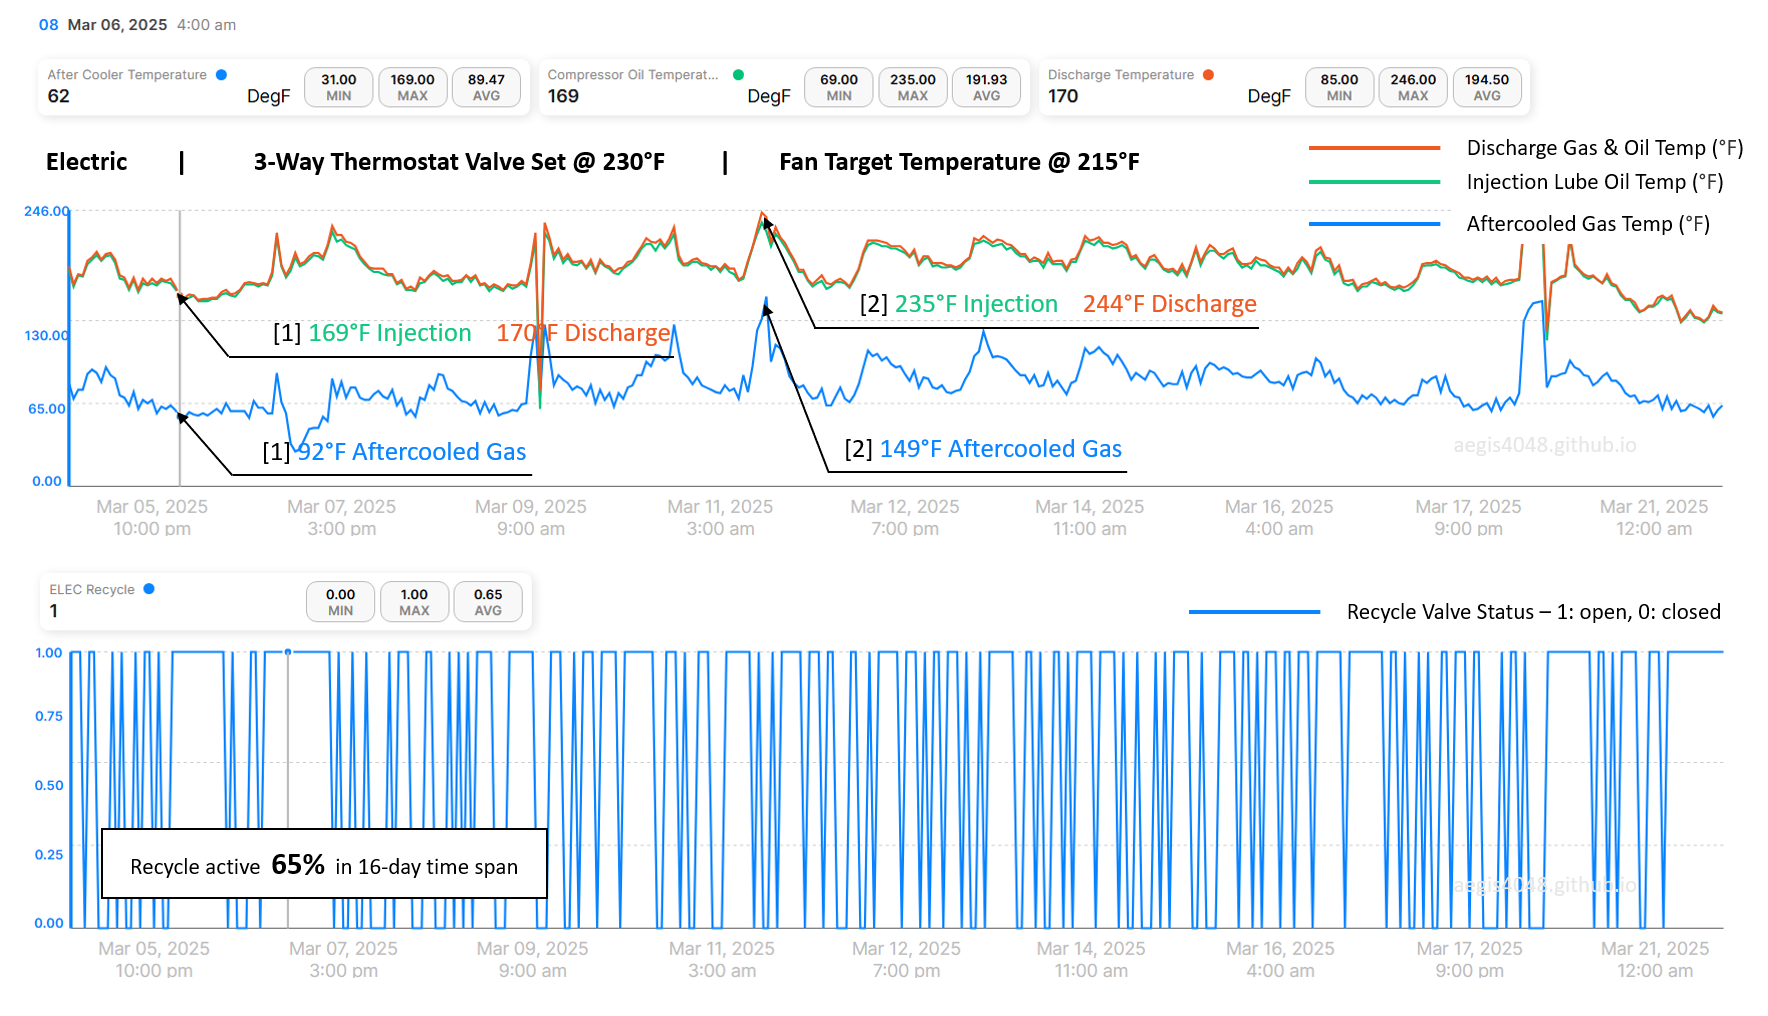 08 Mar 06, 2025 4:00 am
After Cooler Temperature
62 DegF
31.00 MIN
169.00 MAX
89.47 AVG
Compressor Oil Temperat...
169 DegF
69.00 MIN
235.00 MAX
191.93 AVG
Discharge Temperature
170 DegF
85.00 MIN
246.00 MAX
194.50 AVG
Electric | 3-Way Thermostat Valve Set @ 230°F | Fan Target Temperature @ 215°F
Discharge Gas & Oil Temp (°F)
Injection Lube Oil Temp (°F)
Aftercooled Gas Temp (°F)
246.00
130.00
65.00
0.00
[1] 169°F Injection 170°F Discharge
[2] 235°F Injection 244°F Discharge
[1] 92°F Aftercooled Gas
[2] 149°F Aftercooled Gas
aegis4048.github.io
Mar 05, 2025
10:00 pm
Mar 07, 2025
3:00 pm
Mar 09, 2025
9:00 am
Mar 11, 2025
3:00 am
Mar 12, 2025
7:00 pm
Mar 14, 2025
11:00 am
Mar 16, 2025
4:00 am
Mar 17, 2025
9:00 pm
Mar 21, 2025
12:00 am
ELEC Recycle
1
0.00 MIN
1.00 MAX
0.65 AVG
Recycle Valve Status – 1: open, 0: closed
1.00
0.75
0.50
0.25
0.00
Recycle active 65% in 16-day time span
aegis4048.github.io
Mar 05, 2025
10:00 pm
Mar 07, 2025
3:00 pm
Mar 09, 2025
9:00 am
Mar 11, 2025
3:00 am
Mar 12, 2025
7:00 pm
Mar 14, 2025
11:00 am
Mar 16, 2025
4:00 am
Mar 17, 2025
9:00 pm
Mar 21, 2025
12:00 am